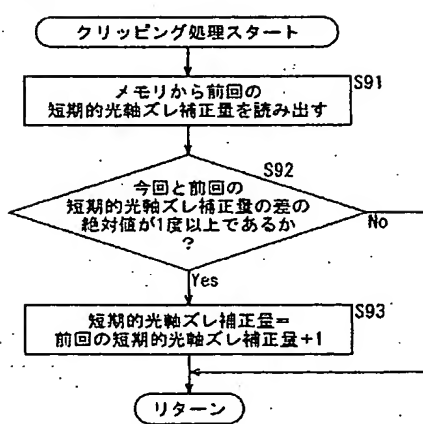 クリッピング処理スタート
メモリから前回の
短期的光軸ズレ補正量を読み出す
S91
S92
今回と前回の
短期的光軸ズレ補正量の差の
絶対値が1度以上であるか
?
No
Yes
短期的光軸ズレ補正量=
前回の短期的光軸ズレ補正量+1
S93
リターン